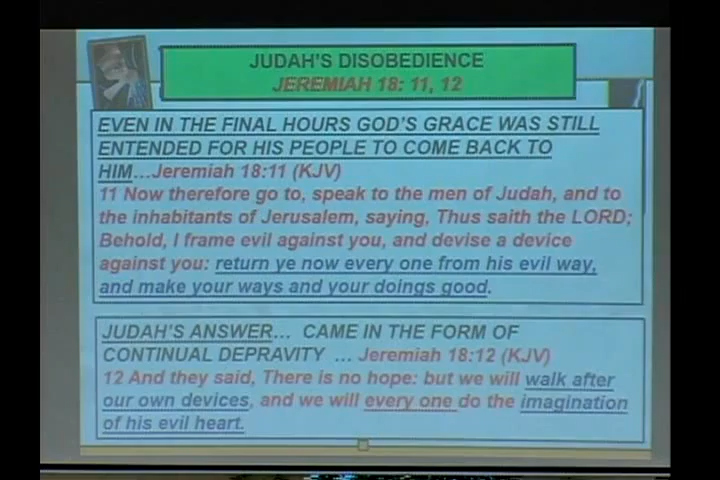 JUDAH'S DISOBEDIENCE
JEREMIAH 18: 11, 12
EVEN IN THE FINAL HOURS GOD'S GRACE WAS STILL
ENTENDED FOR HIS PEOPLE TO COME BACK TO
HIM…Jeremiah 18:11 (KJV)
11 Now therefore go to, speak to the men of Judah, and to
the inhabitants of Jerusalem, saying, Thus saith the LORD;
Behold, I frame evil against you, and devise a device
against you: return ye now every one from his evil way,
and make your ways and your doings good.
JUDAH'S ANSWER… CAME IN THE FORM OF
CONTINUAL DEPRAVITY … Jeremiah 18:12 (KJV)
12 And they said, There is no hope: but we will walk after
our own devices, and we will every one do the imagination
of his evil heart.